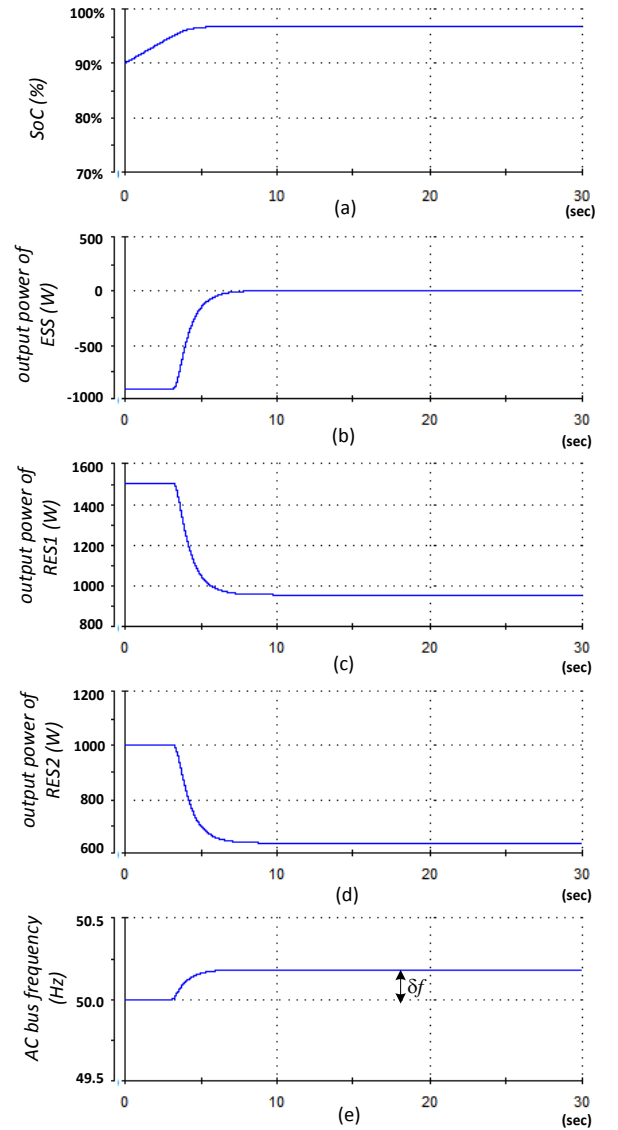 100%
90%
80%
70%
SoC (%)
0 10 20 30
(sec)
(a)
500
0
-500
-1000
output power of
ESS (W)
0 10 20 30
(sec)
(b)
1600
1400
1200
1000
800
output power of
RES1 (W)
0 10 20 30
(sec)
(c)
1200
1000
800
600
output power of
RES2 (W)
0 10 20 30
(sec)
(d)
50.5
50.0
49.5
AC bus frequency
(Hz)
δf
0 10 20 30
(sec)
(e)